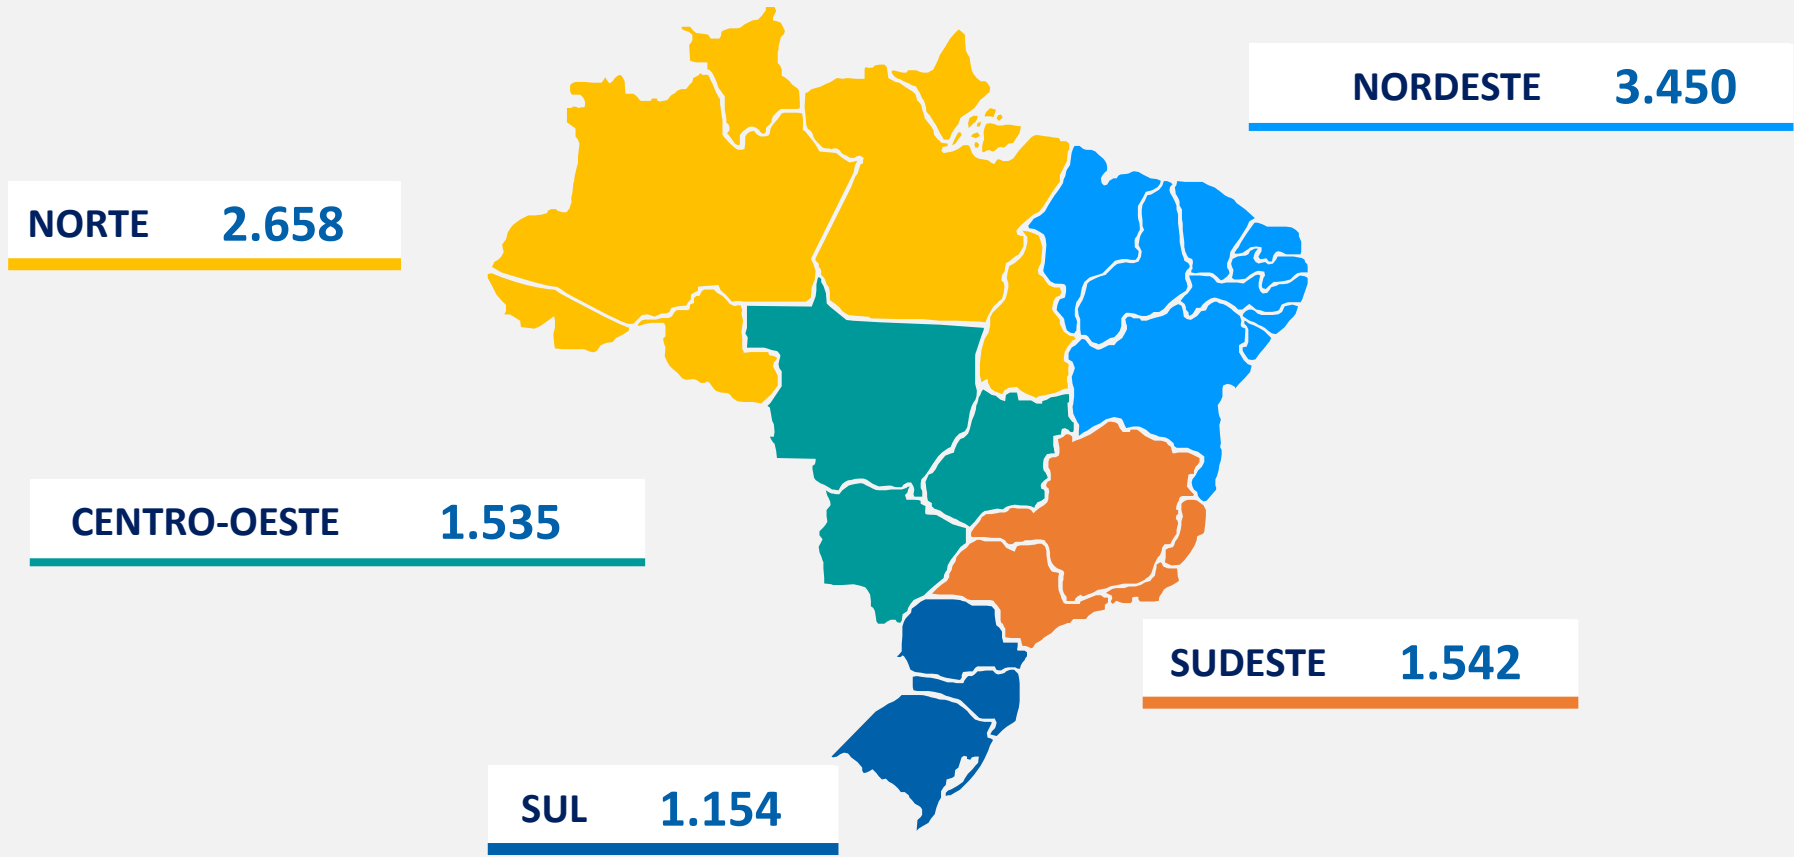 NORDESTE 3.450
NORTE 2.658
CENTRO-OESTE 1.535
SUDESTE 1.542
SUL 1.154